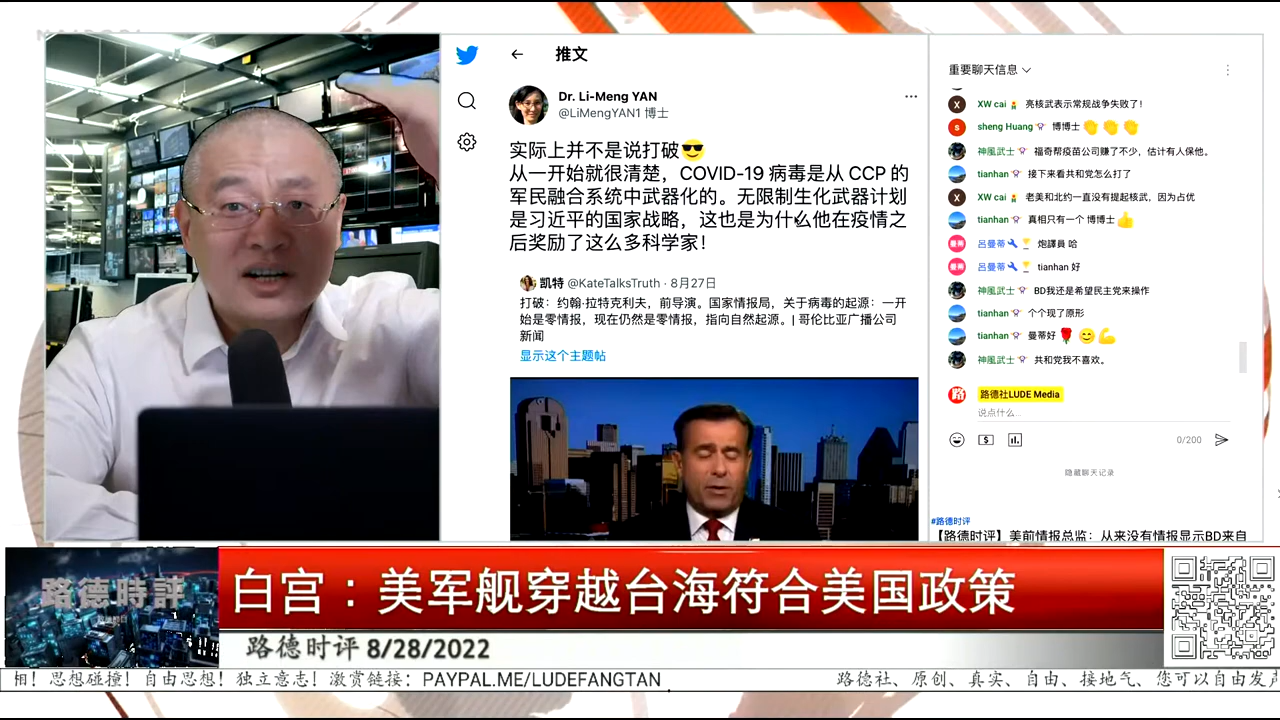 推文
Dr. Li-Meng YAN
@LiMengYAN1 博士
实际上并不是说打破😎
从一开始就很清楚，COVID-19 病毒是从 CCP 的
军民融合系统中武器化的。无限制生化武器计划
是习近平的国家战略，这也是为什么他在疫情之
后奖励了这么多科学家！
凯特 @KateTalksTruth · 8月27日
打破：约翰·拉特克利夫，前导演。国家情报局，关于病毒的起源：一开
始是零情报，现在仍然是零情报，指向自然起源。| 哥伦比亚广播公司
新闻
显示这个主题帖
重要聊天信息
X XW cai 亮核武表示常规战争失败了！
s sheng Huang 博博士👏👏👏
神風武士 福奇帮疫苗公司赚了不少，估计有人保他。
tianhan 接下来看共和党怎么打了
X XW cai 老美和北约一直没有提起核武，因为占优
tianhan 真相只有一个 博博士👍
曼蒂 呂曼蒂 炮譯員 哈
曼蒂 呂曼蒂 tianhan 好
神風武士 BD我还是希望民主党来操作
tianhan 个个现了原形
tianhan 曼蒂好🌹😊💪
神風武士 共和党我不喜欢。
路 路德社LUDE Media
说点什么...
0/200
隐藏聊天记录
#路德时评
【路德时评】美前情报总监：从来没有情报显示BD来自
路德時評
白宫：美军舰穿越台海符合美国政策
路德时评 8/28/2022
相！思想碰撞！自由思想！独立意志！激赏链接：PAYPAL.ME/LUDEFANGTAN
路德社、原创、真实、自由、接地气、您可以自由发声